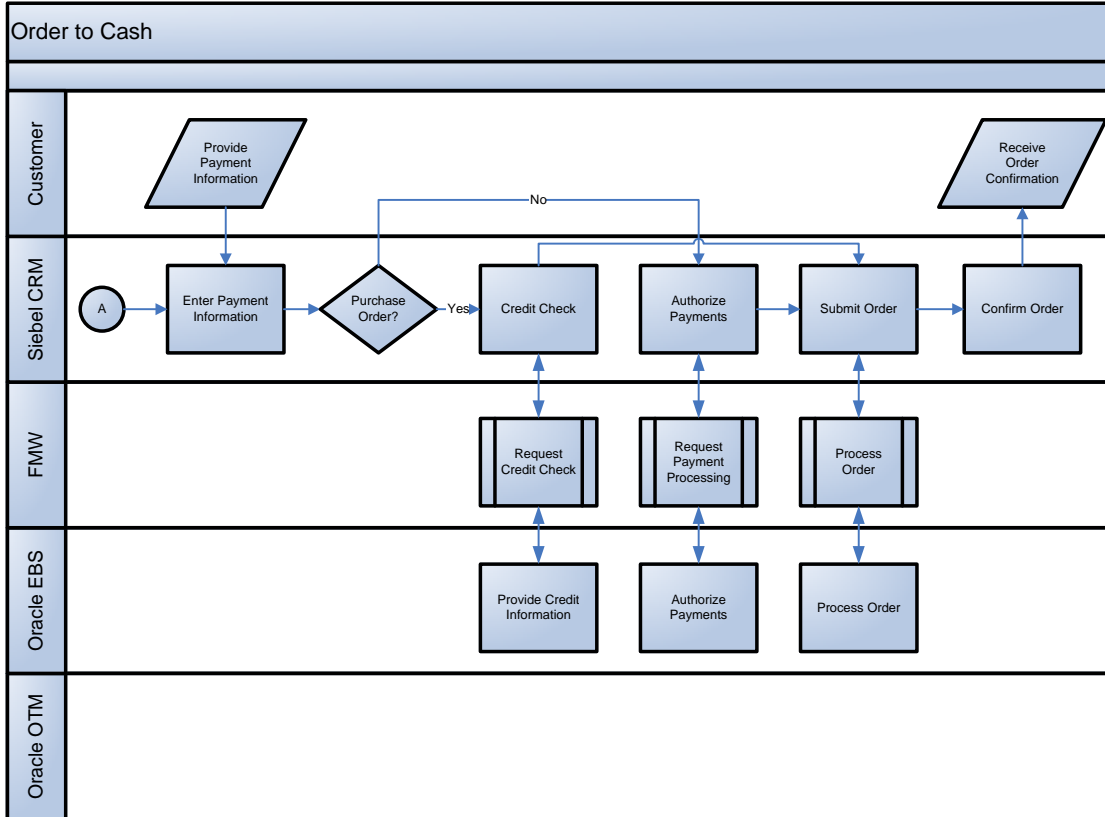 Order to Cash
Customer
Provide
Payment
Information
No
Receive
Order
Confirmation
Siebel CRM
A
Enter Payment
Information
Purchase
Order?
Yes
Credit Check
Authorize
Payments
Submit Order
Confirm Order
FMW
Request
Credit Check
Request
Payment
Processing
Process
Order
Oracle EBS
Provide Credit
Information
Authorize
Payments
Process Order
Oracle OTM